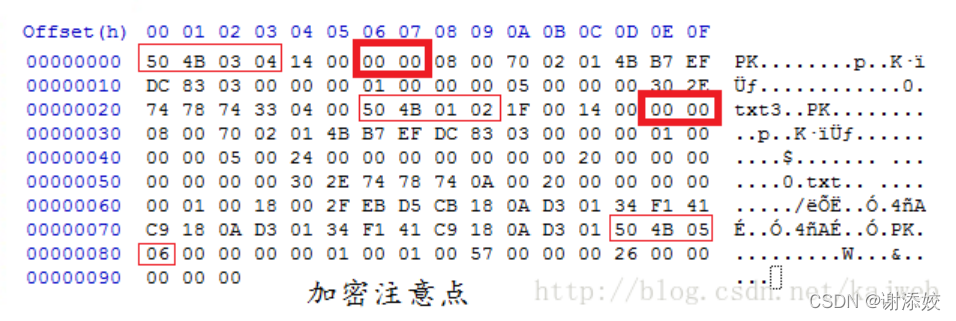 Offset(h) 00 01 02 03 04 05 06 07 08 09 0A 0B 0C 0D 0E 0F
00000000 50 4B 03 04 14 00 00 00 08 00 70 02 01 4B B7 EF PK........p..K·ï
00000010 DC 83 03 00 00 00 01 00 00 00 05 00 00 00 30 2E Üƒ............0.
00000020 74 78 74 33 04 00 50 4B 01 02 1F 00 14 00 00 00 txt3..PK........
00000030 08 00 70 02 01 4B B7 EF DC 83 03 00 00 00 01 00 ..p..K·ïÜƒ......
00000040 00 00 05 00 24 00 00 00 00 00 00 00 20 00 00 00 ....$....... ...
00000050 00 00 00 00 30 2E 74 78 74 0A 00 20 00 00 00 00 ....0.txt.. ....
00000060 00 01 00 18 00 2F EB D5 CB 18 0A D3 01 34 F1 41 ...../ëÕË..Ó.4ñA
00000070 C9 18 0A D3 01 34 F1 41 C9 18 0A D3 01 50 4B 05 É..Ó.4ñAÉ..Ó.PK.
00000080 06 00 00 00 00 01 00 01 00 57 00 00 00 26 00 00 .........W...&..
00000090 00 00 00 ...
加密注意点
http://blog.csdn.net/kajweb
CSDN @谢添姣